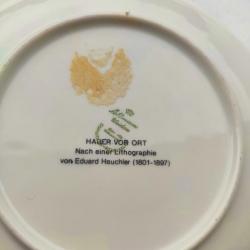 HAUER VOR ORT
Nach einer Lithographie
von Eduard Heuchler (1801-1897)